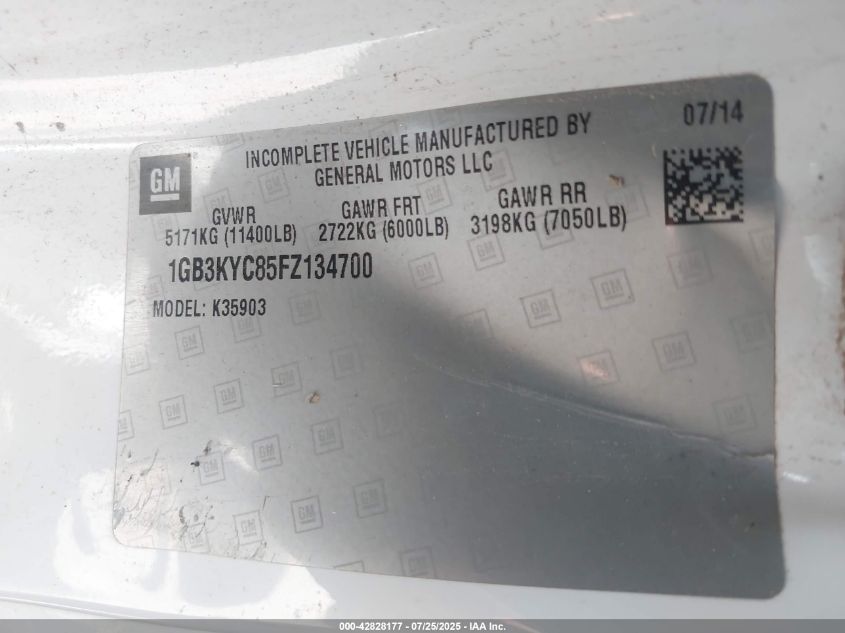 07/14
INCOMPLETE VEHICLE MANUFACTURED BY
GENERAL MOTORS LLC
GM
GVWR GAWR FRT GAWR RR
5171KG (11400LB) 2722KG (6000LB) 3198KG (7050LB)
1GB3KYC85FZ134700
MODEL: K35903
000-42828177 - 07/25/2025 - IAA Inc.